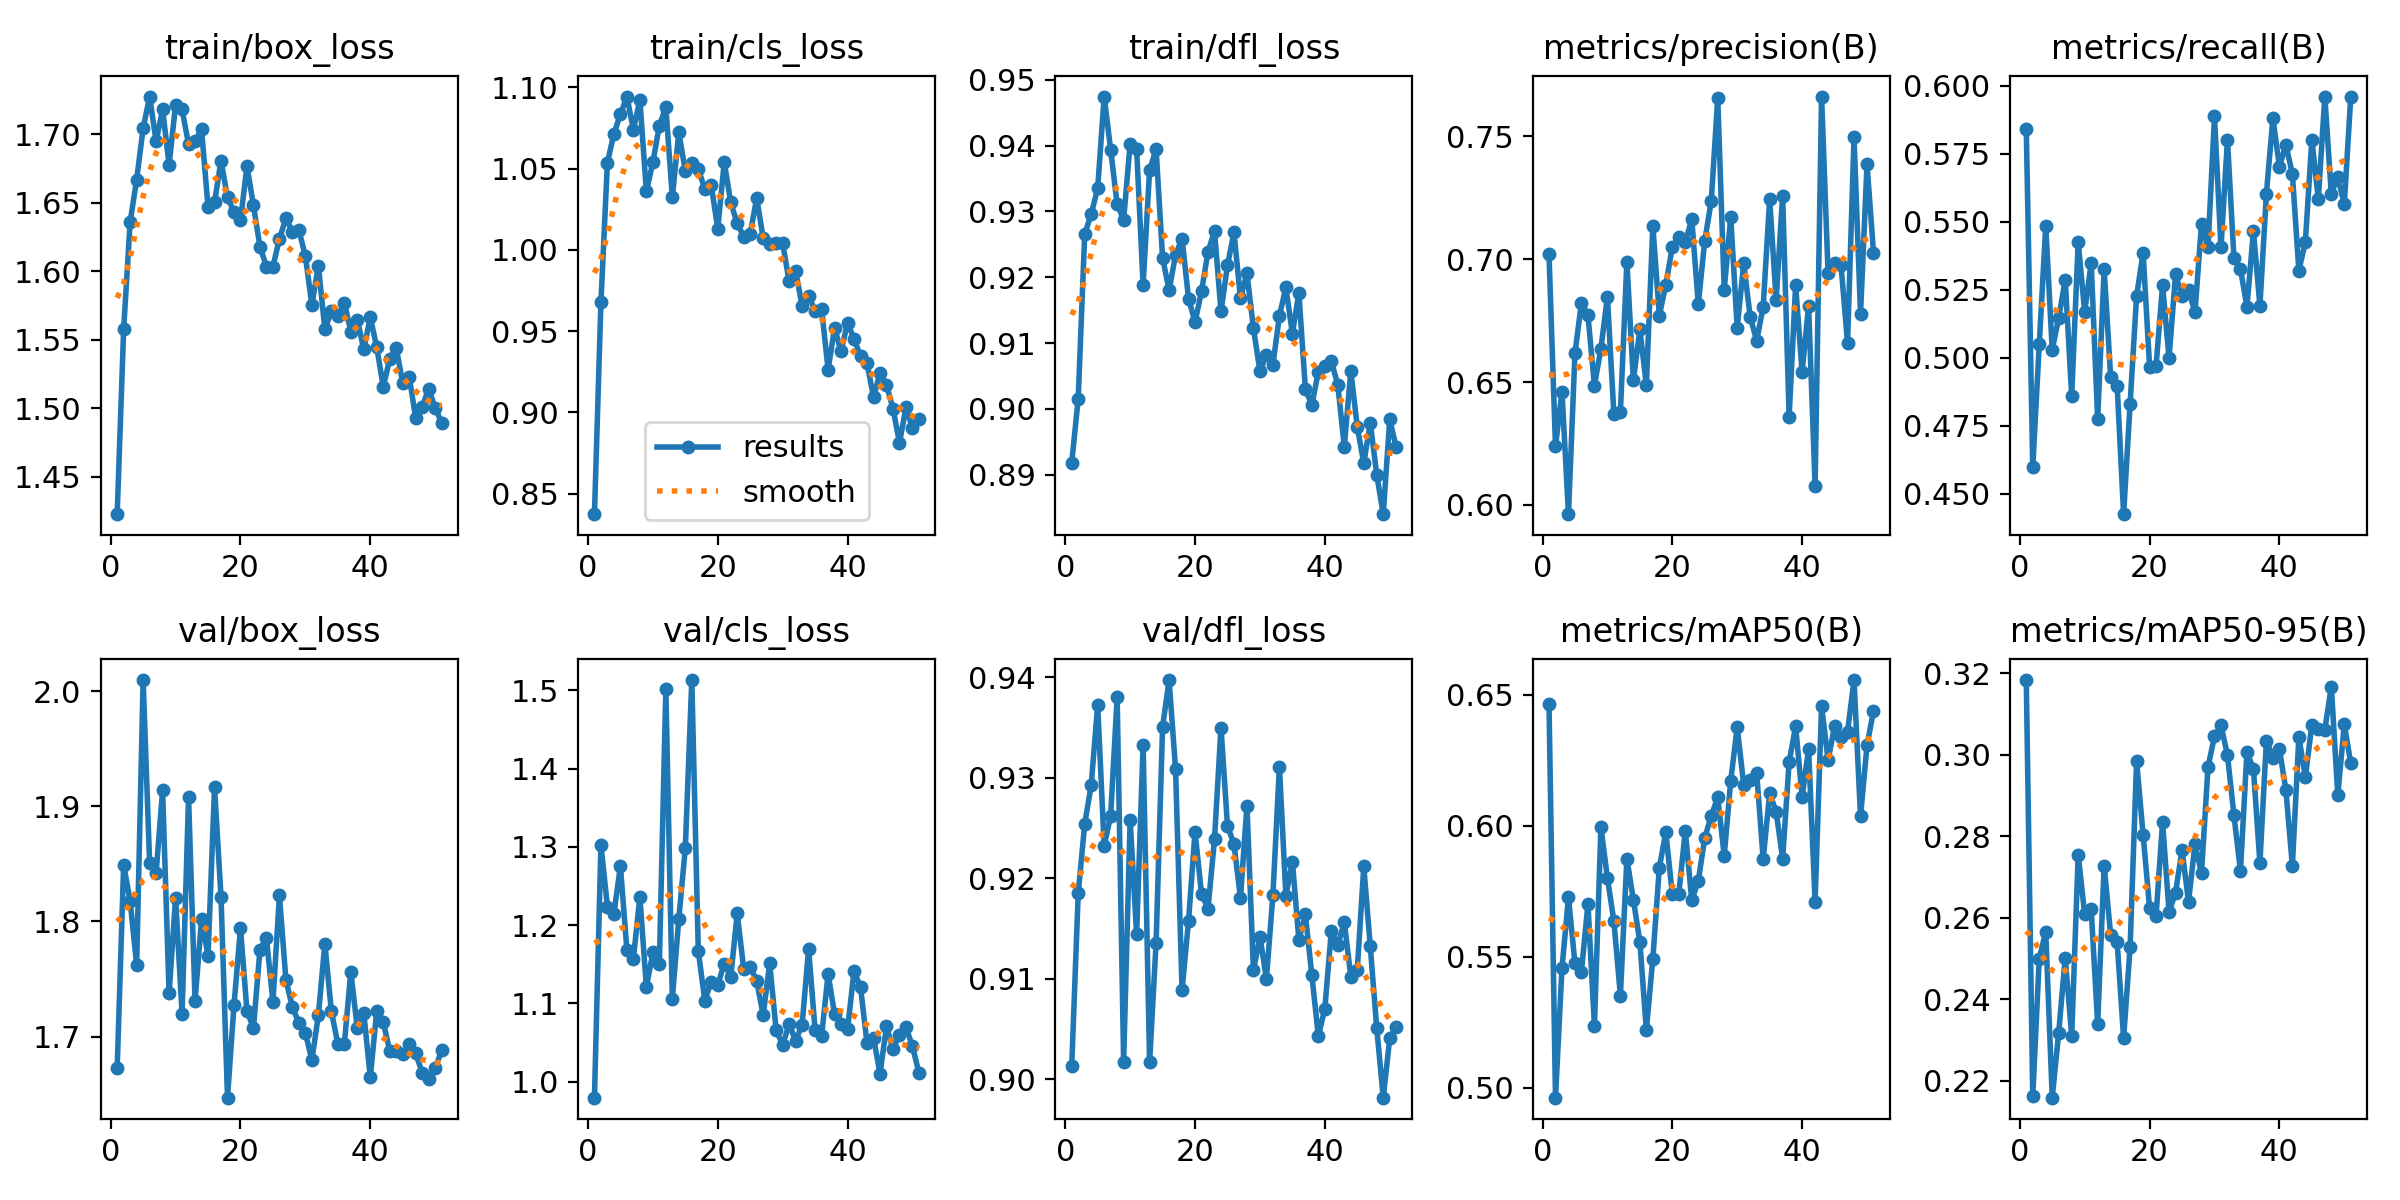 train/box_loss
1.70
1.65
1.60
1.55
1.50
1.45
0 20 40
train/cls_loss
1.10
1.05
1.00
0.95
0.90
0.85
results
smooth
0 20 40
train/dfl_loss
0.95
0.94
0.93
0.92
0.91
0.90
0.89
0 20 40
metrics/precision(B)
0.75
0.70
0.65
0.60
0 20 40
metrics/recall(B)
0.600
0.575
0.550
0.525
0.500
0.475
0.450
0 20 40
val/box_loss
2.0
1.9
1.8
1.7
0 20 40
val/cls_loss
1.5
1.4
1.3
1.2
1.1
1.0
0 20 40
val/dfl_loss
0.94
0.93
0.92
0.91
0.90
0 20 40
metrics/mAP50(B)
0.65
0.60
0.55
0.50
0 20 40
metrics/mAP50-95(B)
0.32
0.30
0.28
0.26
0.24
0.22
0 20 40